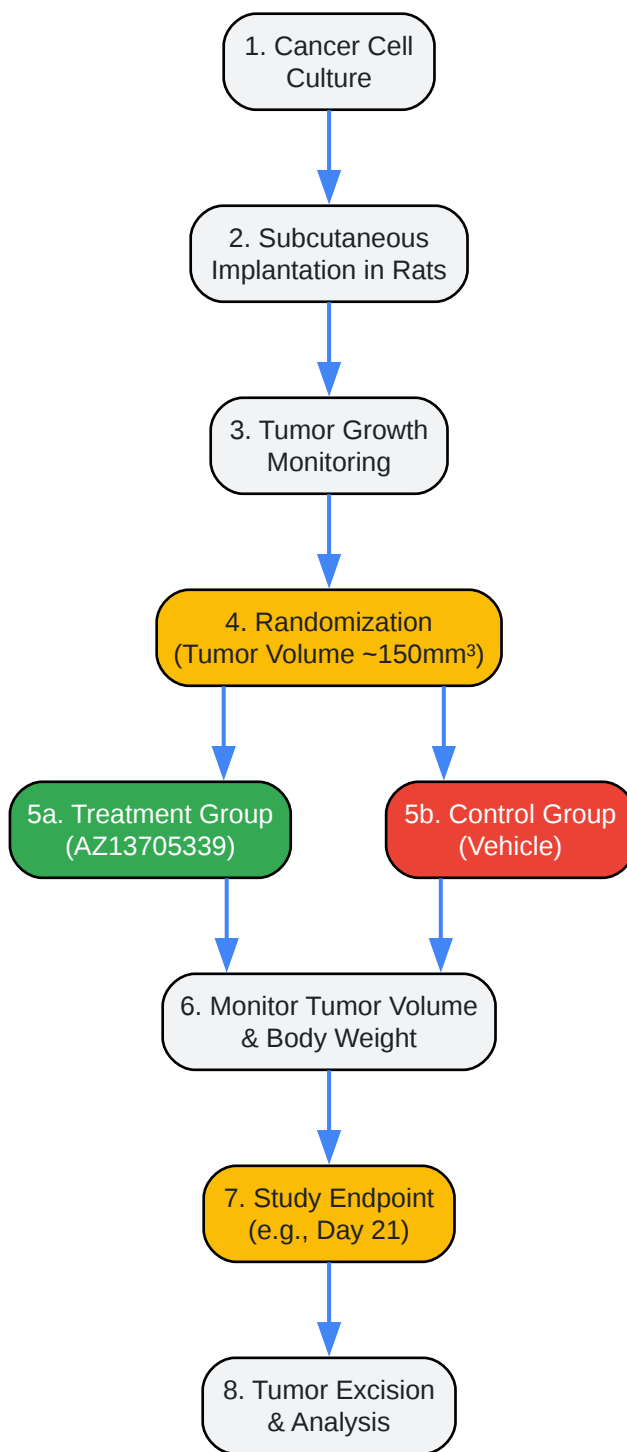 1. Cancer Cell
Culture
2. Subcutaneous
Implantation in Rats
3. Tumor Growth
Monitoring
4. Randomization
(Tumor Volume ~150mm³)
5a. Treatment Group
(AZ13705339)
5b. Control Group
(Vehicle)
6. Monitor Tumor Volume
& Body Weight
7. Study Endpoint
(e.g., Day 21)
8. Tumor Excision
& Analysis